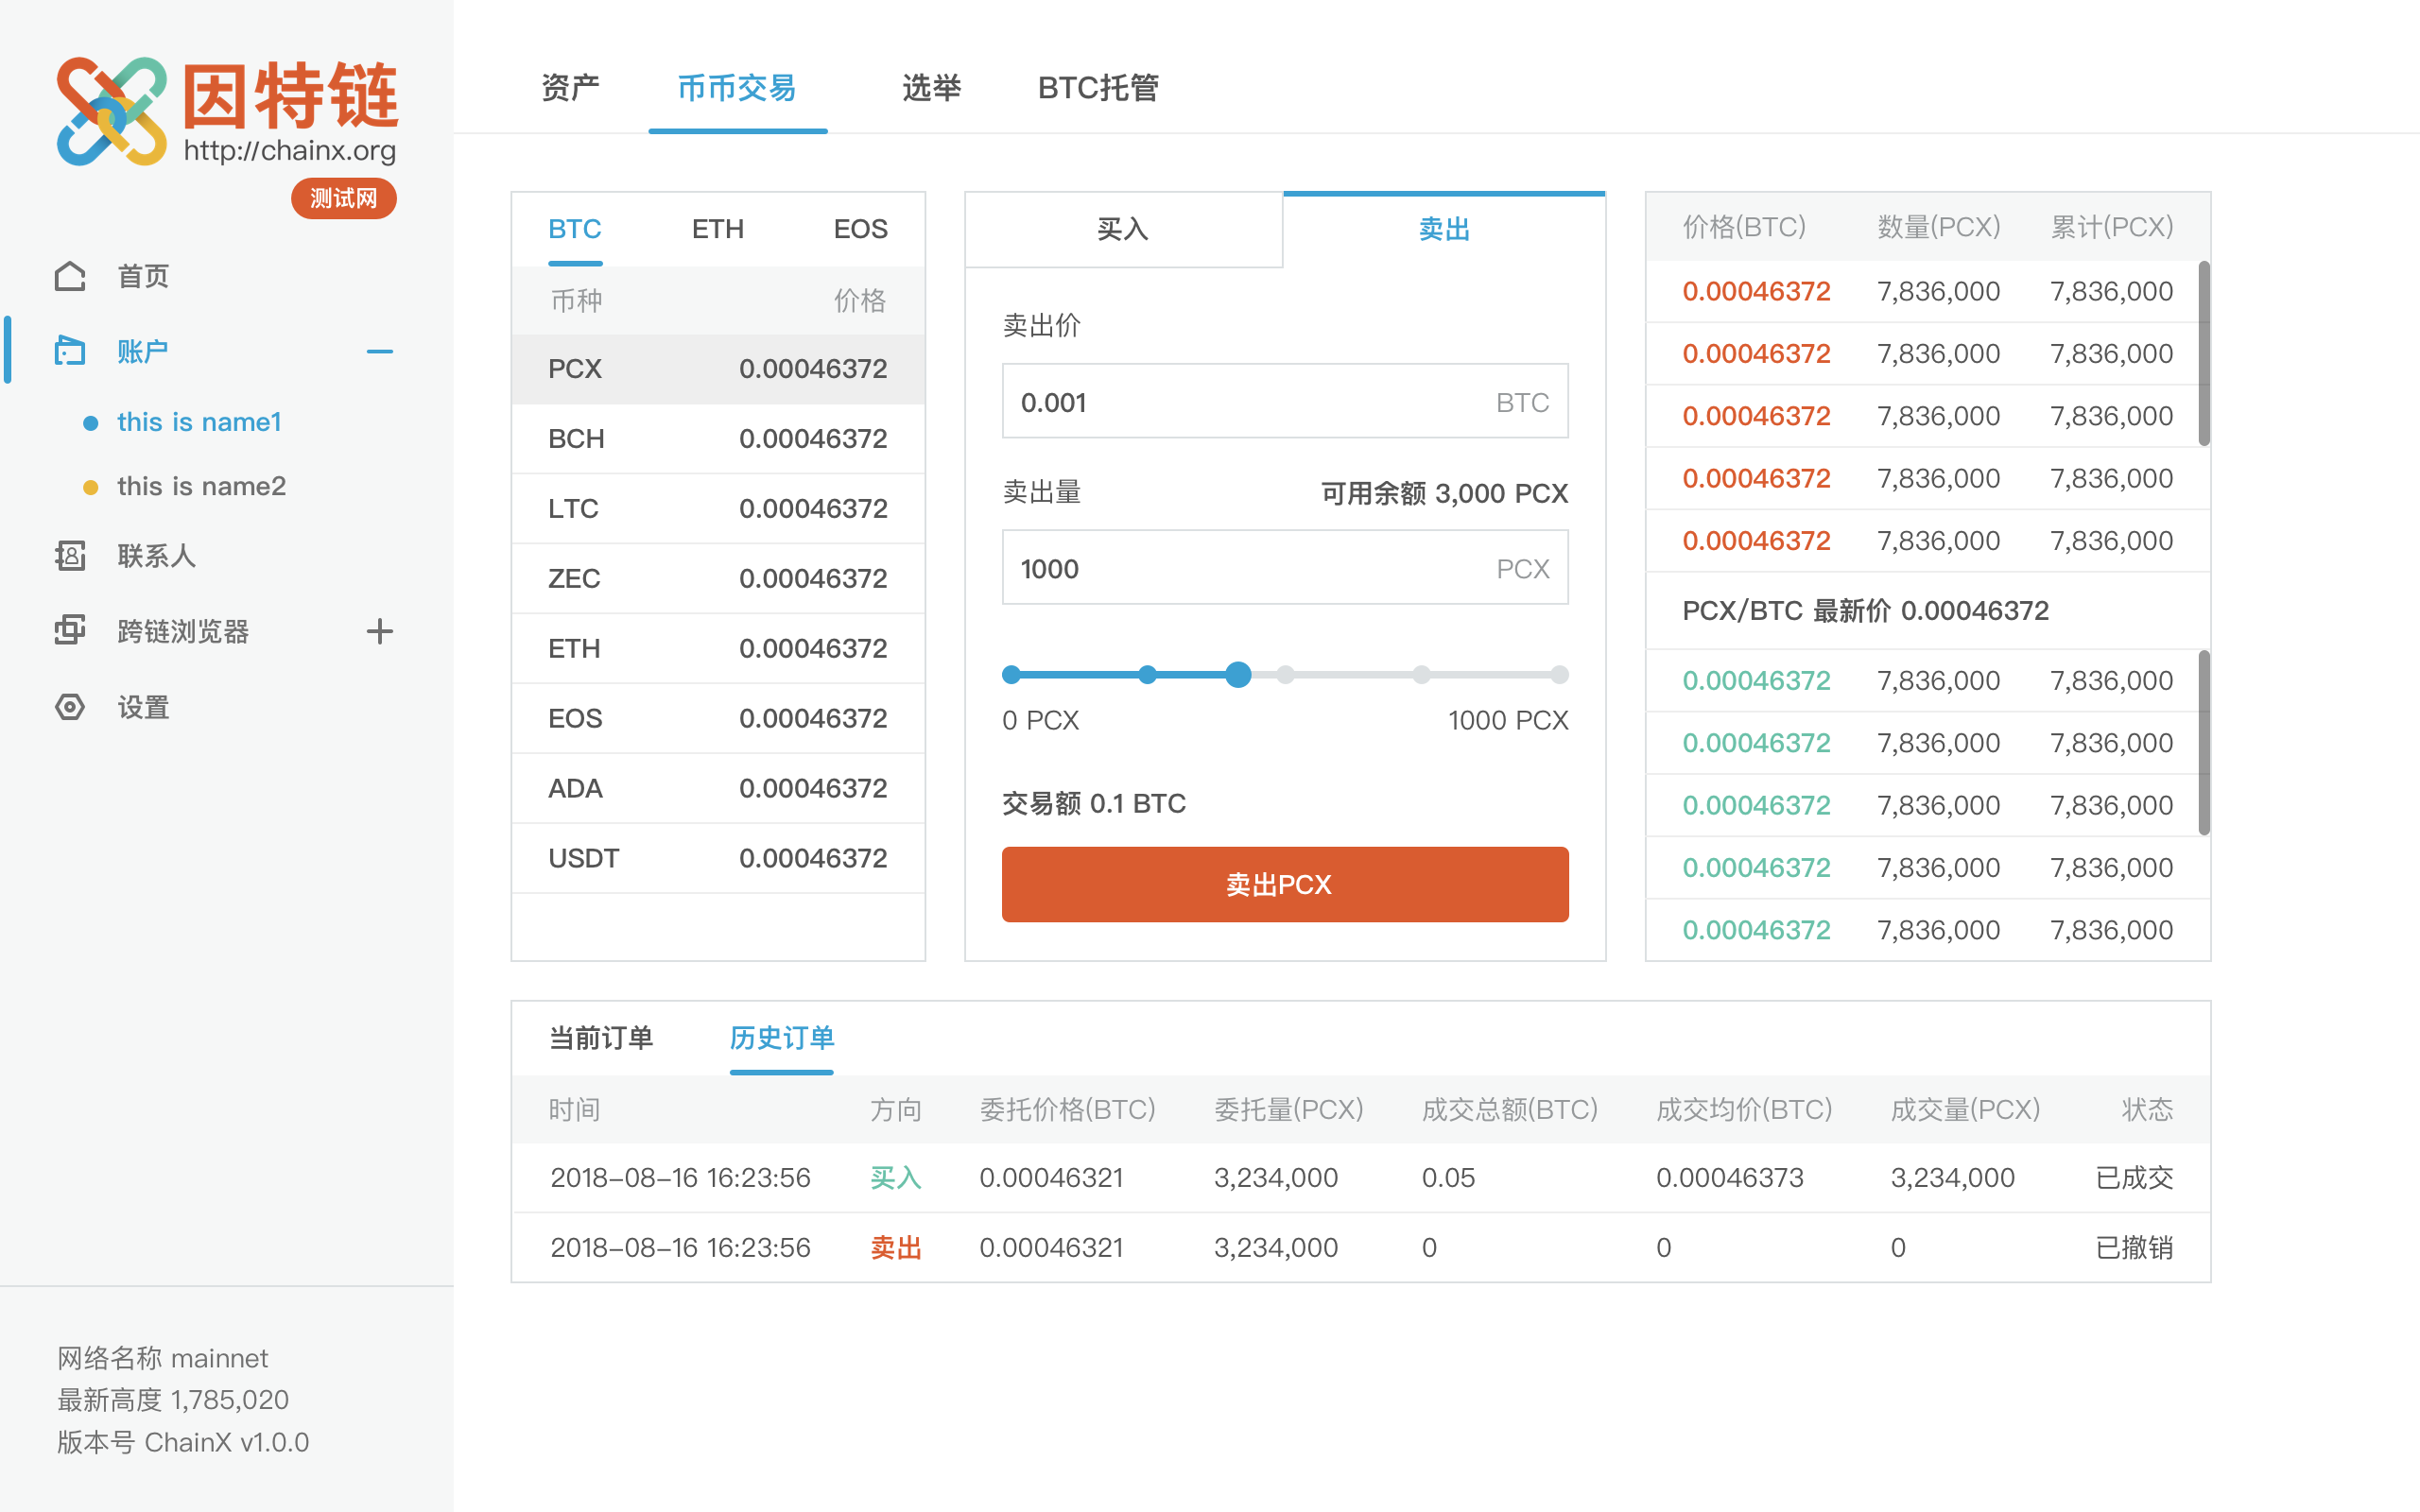 因特链
http://chainx.org
测试网
首页
账户
this is name1
this is name2
联系人
跨链浏览器
设置
网络名称 mainnet
最新高度 1,785,020
版本号 ChainX v1.0.0
资产 币币交易 选举 BTC托管
BTC ETH EOS
币种 价格
PCX 0.00046372
BCH 0.00046372
LTC 0.00046372
ZEC 0.00046372
ETH 0.00046372
EOS 0.00046372
ADA 0.00046372
USDT 0.00046372
买入 卖出
卖出价
0.001 BTC
卖出量 可用余额 3,000 PCX
1000 PCX
0 PCX 1000 PCX
交易额 0.1 BTC
卖出PCX
价格(BTC) 数量(PCX) 累计(PCX)
0.00046372 7,836,000 7,836,000
0.00046372 7,836,000 7,836,000
0.00046372 7,836,000 7,836,000
0.00046372 7,836,000 7,836,000
0.00046372 7,836,000 7,836,000
PCX/BTC 最新价 0.00046372
0.00046372 7,836,000 7,836,000
0.00046372 7,836,000 7,836,000
0.00046372 7,836,000 7,836,000
0.00046372 7,836,000 7,836,000
0.00046372 7,836,000 7,836,000
当前订单 历史订单
时间 方向 委托价格(BTC) 委托量(PCX) 成交总额(BTC) 成交均价(BTC) 成交量(PCX) 状态
2018-08-16 16:23:56 买入 0.00046321 3,234,000 0.05 0.00046373 3,234,000 已成交
2018-08-16 16:23:56 卖出 0.00046321 3,234,000 0 0 0 已撤销